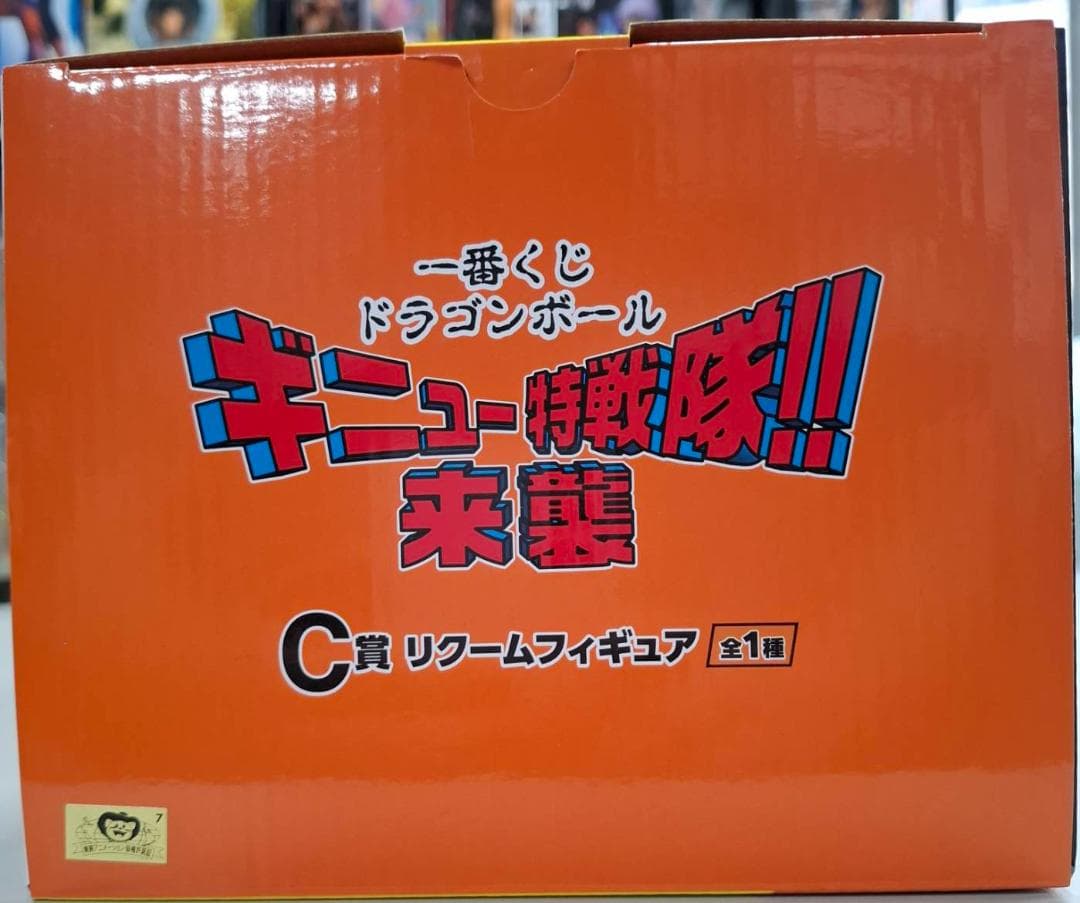 一番くじ
ドラゴンボール
ギニュー特戦隊!!
来襲
C賞 リクームフィギュア 全1種
7